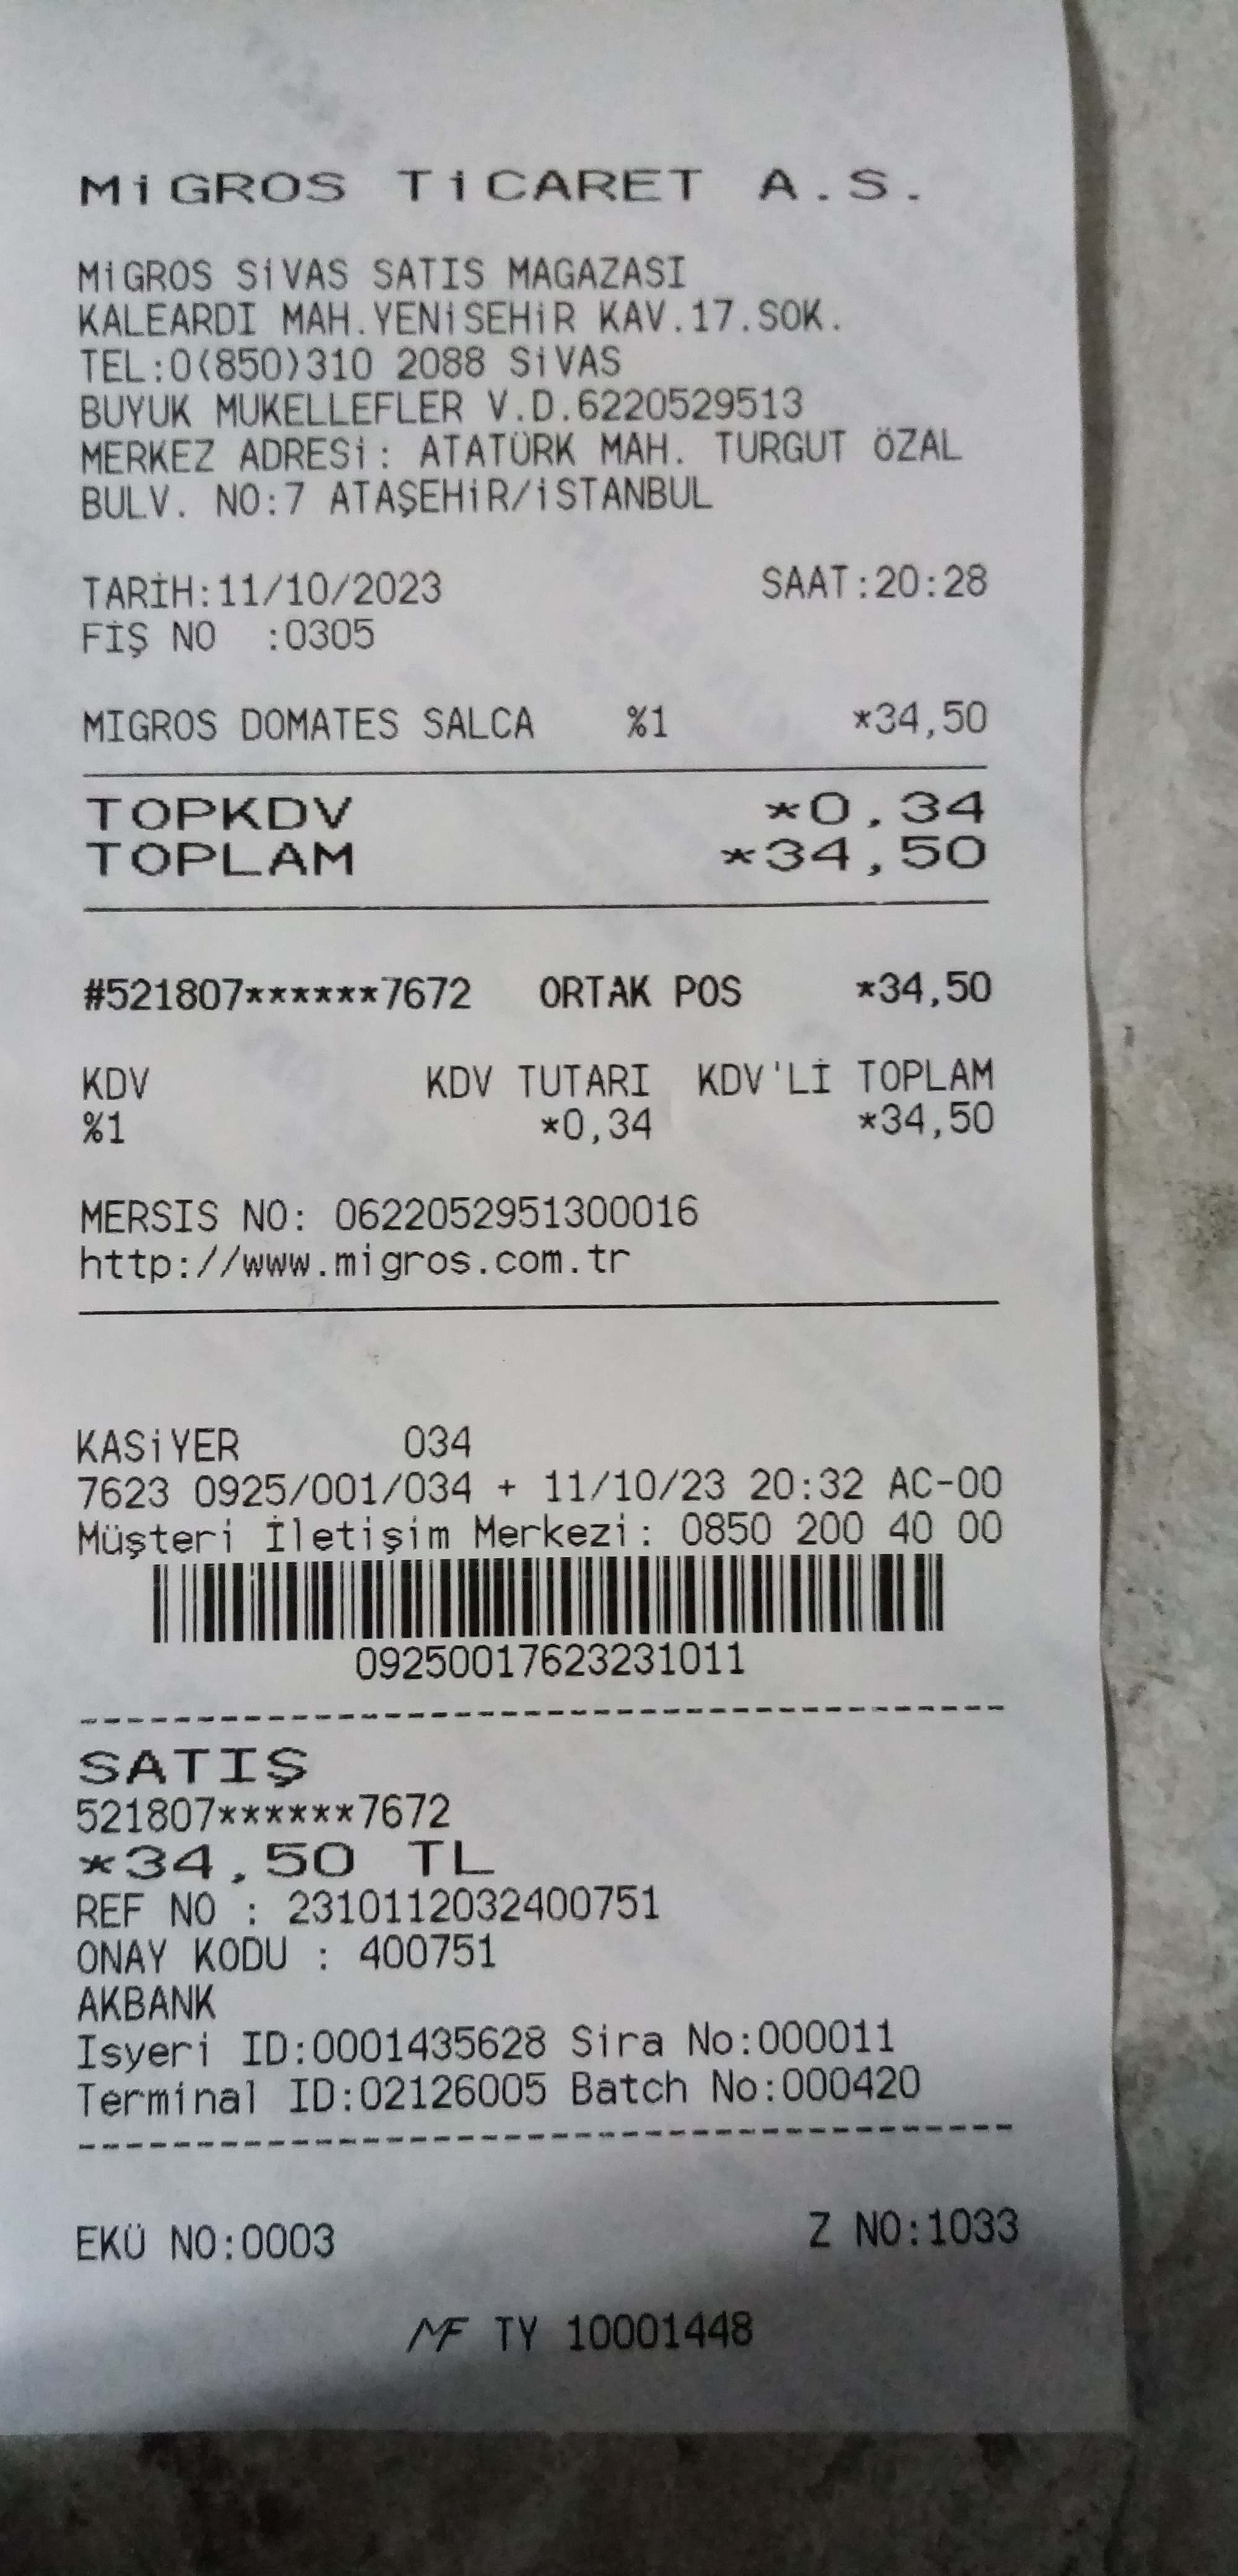 MiGROS TiCARET A.S.
MiGROS SiVAS SATIS MAGAZASI
KALEARDI MAH.YENiSEHiR KAV.17.SOK.
TEL:0(850)310 2088 SiVAS
BUYUK MUKELLEFLER V.D.6220529513
MERKEZ ADRESi: ATATÜRK MAH. TURGUT ÖZAL
BULV. NO:7 ATAŞEHiR/iSTANBUL
TARİH:11/10/2023 SAAT:20:28
FİŞ NO :0305
MIGROS DOMATES SALCA %1 *34,50
TOPKDV *0,34
TOPLAM *34,50
#521807******7672 ORTAK POS *34,50
KDV KDV TUTARI KDV'Lİ TOPLAM
%1 *0,34 *34,50
MERSIS NO: 0622052951300016
http://www.migros.com.tr
KASiYER 034
7623 0925/001/034 + 11/10/23 20:32 AC-00
Müşteri İletişim Merkezi: 0850 200 40 00
09250017623231011
SATIŞ
521807******7672
*34,50 TL
REF NO : 2310112032400751
ONAY KODU : 400751
AKBANK
Isyeri ID:0001435628 Sira No:000011
Terminal ID:02126005 Batch No:000420
EKÜ NO:0003 Z NO:1033
MF TY 10001448